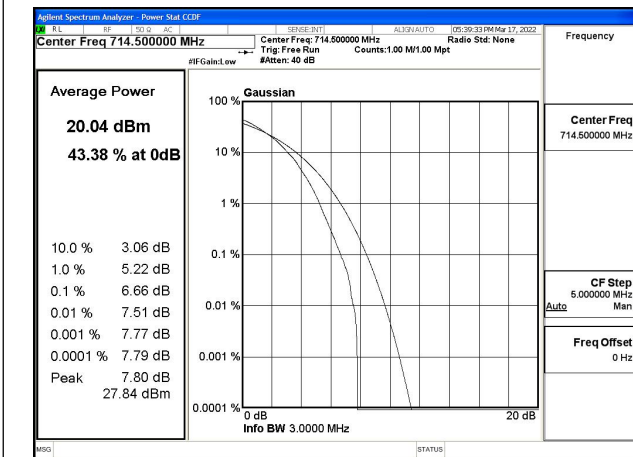 Agilent Spectrum Analyzer - Power Stat CCDF
RL RF 50 Ω AC SENSE:INT ALIGN AUTO 05:39:33 PM Mar 17, 2022
Center Freq 714.500000 MHz
Center Freq: 714.500000 MHz Radio Std: None
Trig: Free Run Counts:1.00 M/1.00 Mpt
#IFGain:Low #Atten: 40 dB
Frequency
Average Power
20.04 dBm
43.38 % at 0dB
10.0 % 3.06 dB
1.0 % 5.22 dB
0.1 % 6.66 dB
0.01 % 7.51 dB
0.001 % 7.77 dB
0.0001 % 7.79 dB
Peak 7.80 dB
27.84 dBm
Gaussian
100 %
10 %
1 %
0.1 %
0.01 %
0.001 %
0.0001 %
0 dB 20 dB
Info BW 3.0000 MHz
Center Freq
714.500000 MHz
CF Step
5.000000 MHz
Auto Man
Freq Offset
0 Hz
MSG STATUS